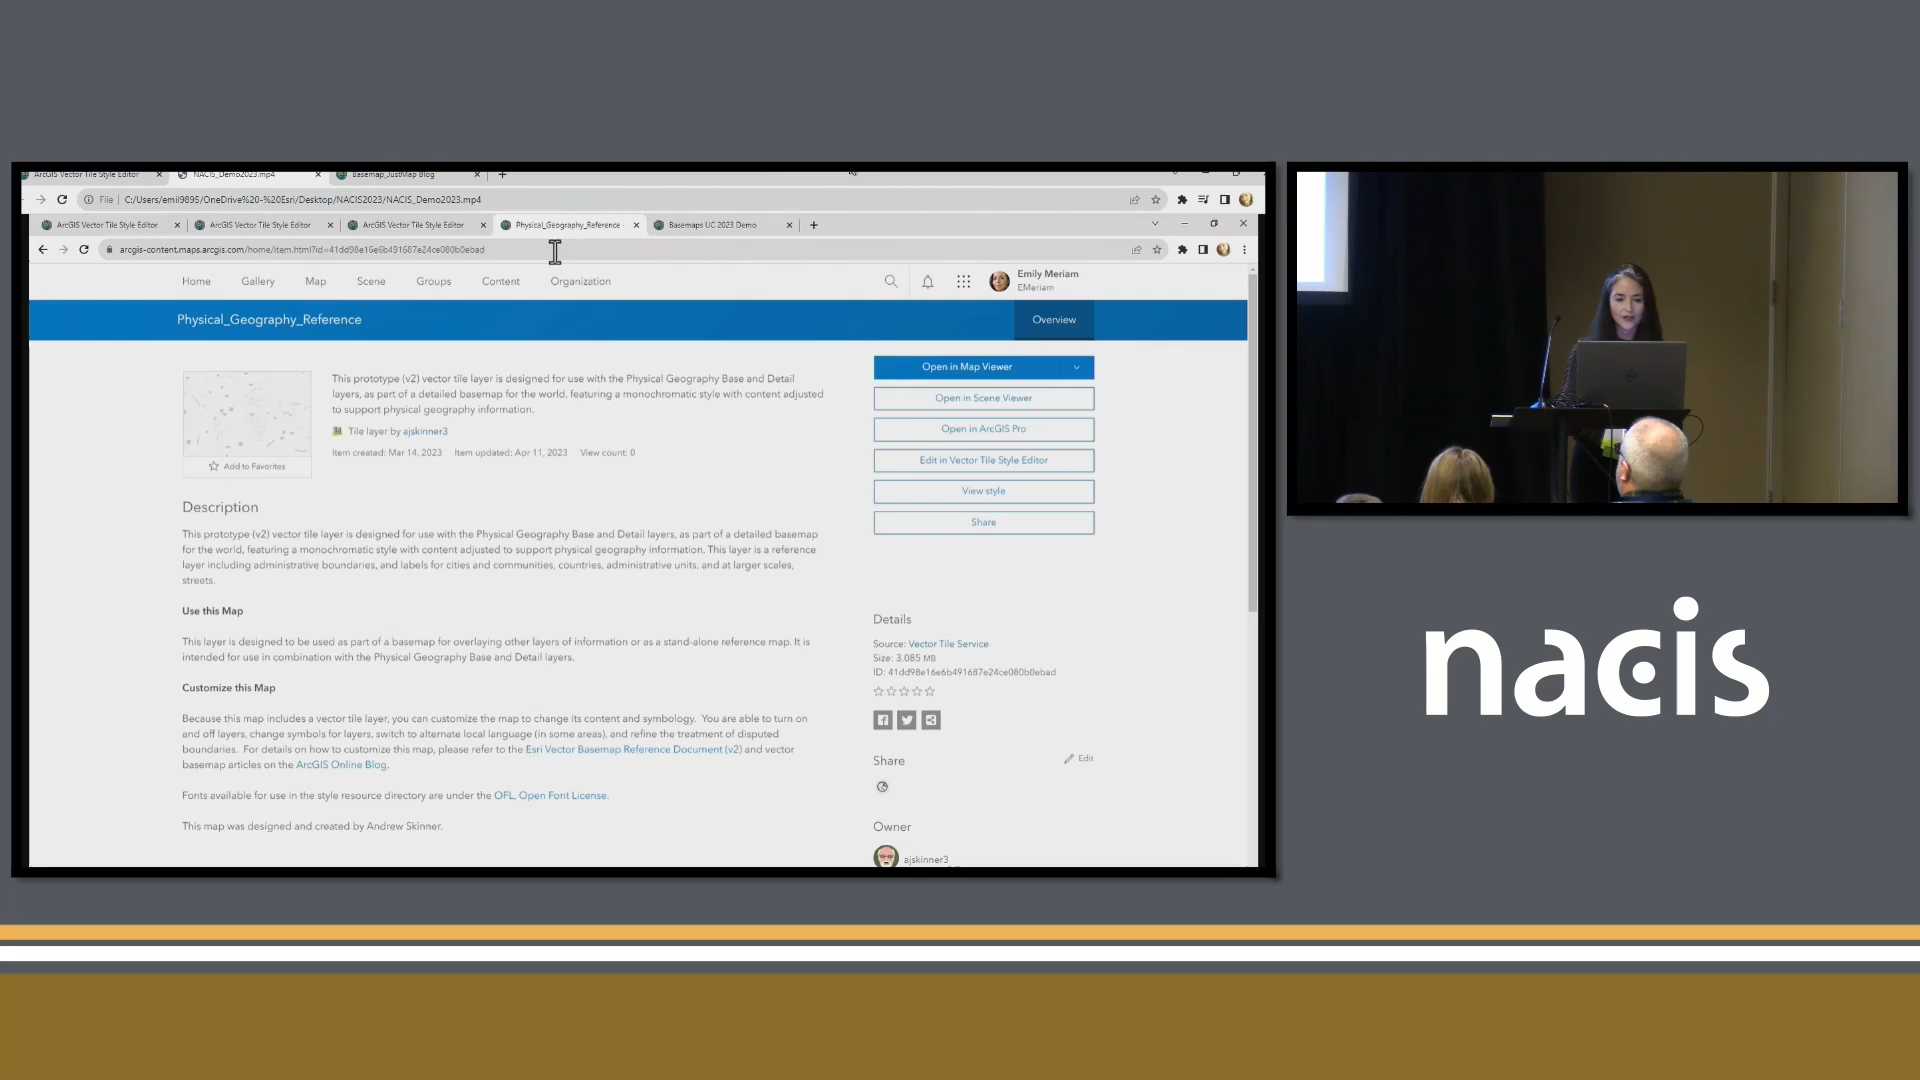 ArcGIS Vector Tile Style Editor
NACIS_Demo2023.mp4
Basemap_JustMap Blog
File
C:/Users/emil9895/OneDrive%20-%20Esri/Desktop/NACIS2023/NACIS_Demo2023.mp4
ArcGIS Vector Tile Style Editor
ArcGIS Vector Tile Style Editor
ArcGIS Vector Tile Style Editor
Physical_Geography_Reference
Basemaps UC 2023 Demo
arcgis-content.maps.arcgis.com/home/item.html?id=41dd98e16e6b491687e24ce080b0ebad
Home
Gallery
Map
Scene
Groups
Content
Organization
Emily Meriam
EMeriam
Physical_Geography_Reference
Overview
This prototype (v2) vector tile layer is designed for use with the Physical Geography Base and Detail
layers, as part of a detailed basemap for the world, featuring a monochromatic style with content adjusted
to support physical geography information.
Tile layer by ajskinner3
Item created: Mar 14, 2023 Item updated: Apr 11, 2023 View count: 0
Add to Favorites
Open in Map Viewer
Open in Scene Viewer
Open in ArcGIS Pro
Edit in Vector Tile Style Editor
View style
Share
Description
This prototype (v2) vector tile layer is designed for use with the Physical Geography Base and Detail layers, as part of a detailed basemap
for the world, featuring a monochromatic style with content adjusted to support physical geography information. This layer is a reference
layer including administrative boundaries, and labels for cities and communities, countries, administrative units, and at larger scales,
streets.
Use this Map
This layer is designed to be used as part of a basemap for overlaying other layers of information or as a stand-alone reference map. It is
intended for use in combination with the Physical Geography Base and Detail layers.
Customize this Map
Because this map includes a vector tile layer, you can customize the map to change its content and symbology. You are able to turn on
and off layers, change symbols for layers, switch to alternate local language (in some areas), and refine the treatment of disputed
boundaries. For details on how to customize this map, please refer to the Esri Vector Basemap Reference Document (v2) and vector
basemap articles on the ArcGIS Online Blog.
Fonts available for use in the style resource directory are under the OFL, Open Font License.
This map was designed and created by Andrew Skinner.
Details
Source: Vector Tile Service
Size: 3.085 MB
ID: 41dd98e16e6b491687e24ce080b0ebad
Share
Edit
Owner
ajskinner3
nacis